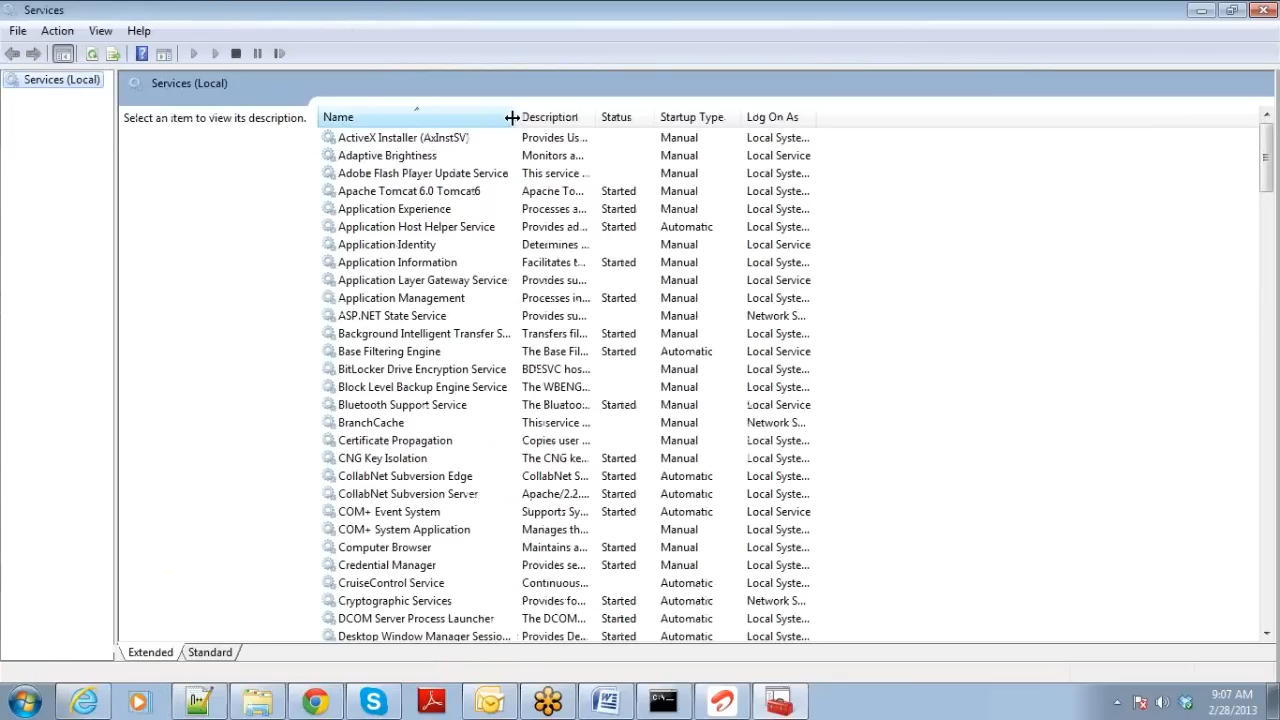 Services
File Action View Help
Services (Local)
Services (Local)
Select an item to view its description.
Name Description Status Startup Type Log On As
ActiveX Installer (AxInstSV) Provides Us... Manual Local Syste...
Adaptive Brightness Monitors a... Manual Local Service
Adobe Flash Player Update Service This service ... Manual Local Syste...
Apache Tomcat 6.0 Tomcat6 Apache To... Started Manual Local Syste...
Application Experience Processes a... Started Manual Local Syste...
Application Host Helper Service Provides ad... Started Automatic Local Syste...
Application Identity Determines ... Manual Local Service
Application Information Facilitates t... Started Manual Local Syste...
Application Layer Gateway Service Provides su... Manual Local Service
Application Management Processes in... Started Manual Local Syste...
ASP.NET State Service Provides su... Manual Network S...
Background Intelligent Transfer S... Transfers fil... Started Manual Local Syste...
Base Filtering Engine The Base Fil... Started Automatic Local Service
BitLocker Drive Encryption Service BDESVC hos... Manual Local Syste...
Block Level Backup Engine Service The WBENG... Manual Local Syste...
Bluetooth Support Service The Bluetoo... Started Manual Local Service
BranchCache This service ... Manual Network S...
Certificate Propagation Copies user ... Manual Local Syste...
CNG Key Isolation The CNG ke... Started Manual Local Syste...
CollabNet Subversion Edge CollabNet S... Started Automatic Local Syste...
CollabNet Subversion Server Apache/2.2.... Started Automatic Local Syste...
COM+ Event System Supports Sy... Started Automatic Local Service
COM+ System Application Manages th... Manual Local Syste...
Computer Browser Maintains a... Started Manual Local Syste...
Credential Manager Provides se... Started Manual Local Syste...
CruiseControl Service Continuous... Automatic Local Syste...
Cryptographic Services Provides fo... Started Automatic Network S...
DCOM Server Process Launcher The DCOM... Started Automatic Local Syste...
Desktop Window Manager Sessio... Provides De... Started Automatic Local Syste...
Extended Standard
9:07 AM
2/28/2013